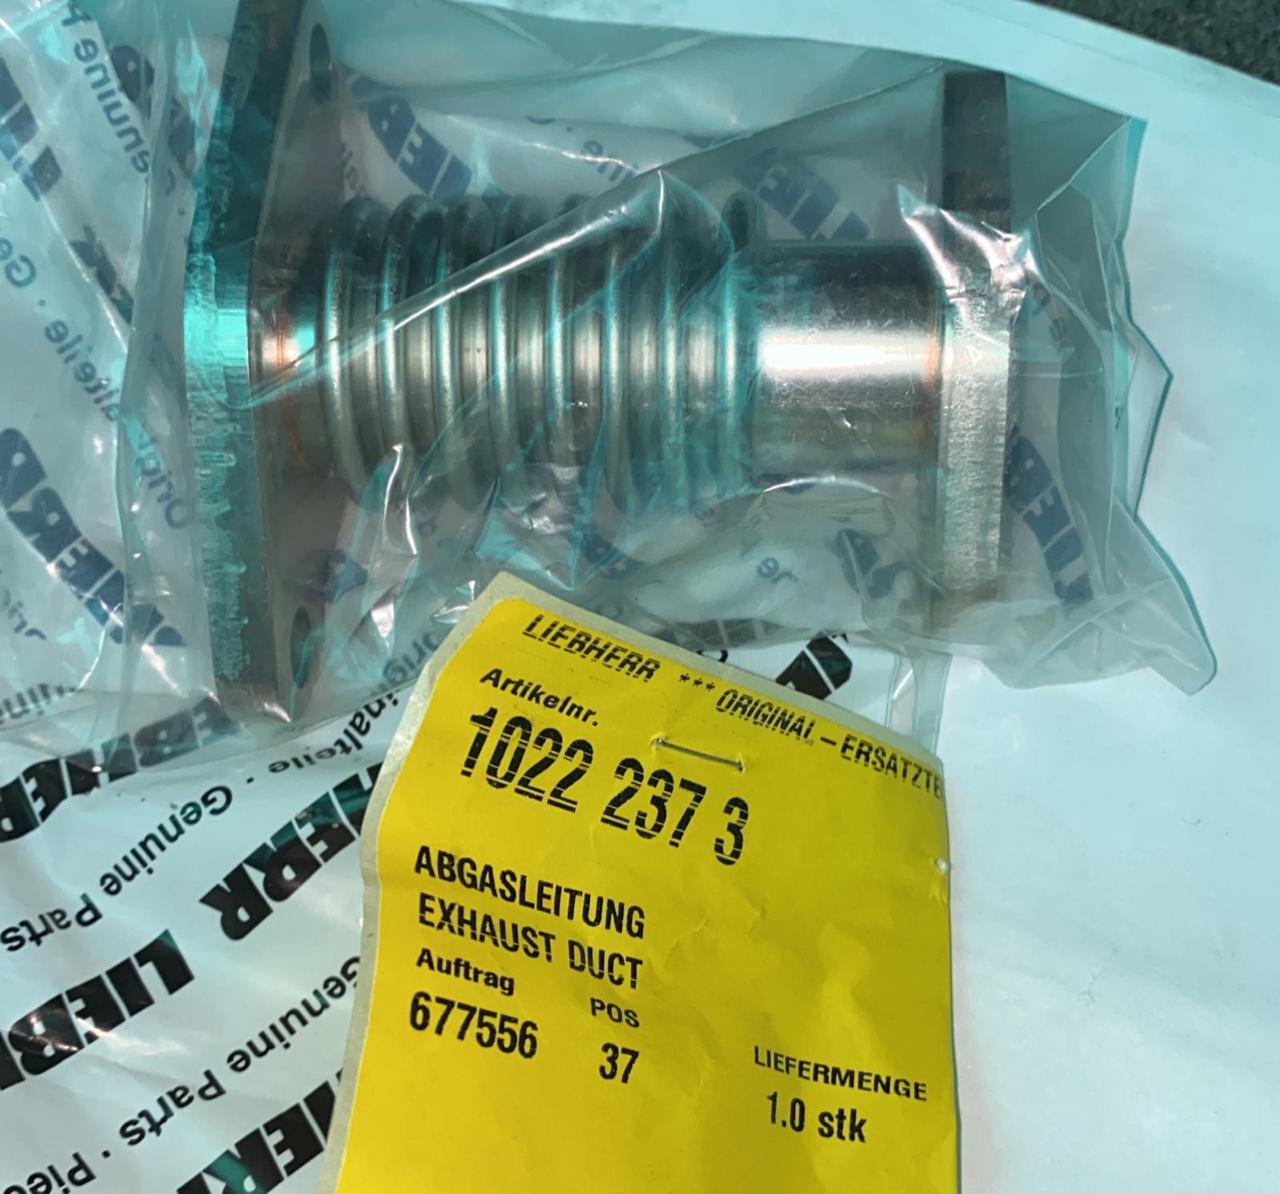 LIEBHERR *** ORIGINAL-ERSATZTE
Artikelnr.
1022 237 3
ABGASLEITUNG
EXHAUST DUCT
Auftrag POS
677556 37
LIEFERMENGE
1.0 stk
LIEBHERR
Genuine Parts
LIEB
Genuine Parts